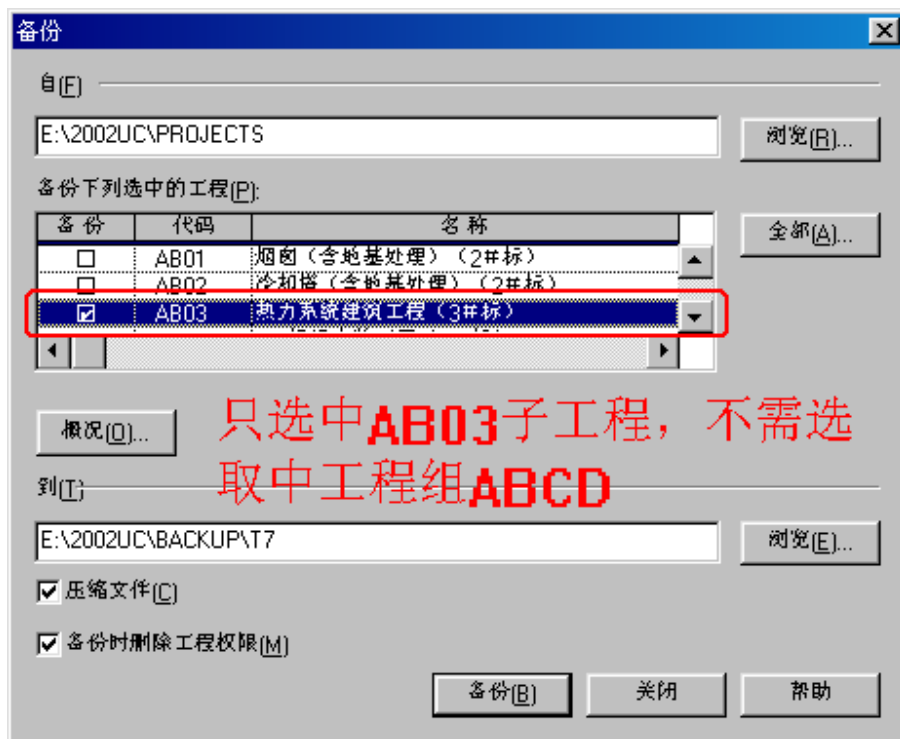 备份
自(F)
E:\2002UC\PROJECTS
浏览(R)...
备份下列选中的工程(P):
备份 代码 名称
全部(A)...
AB01 烟囱（含地基处理）（2#标）
AB02 冷却塔（含地基处理）（2#标）
AB03 热力系统建筑工程（3#标）
概况(O)...
只选中AB03子工程，不需选
取中工程组ABCD
到(T)
E:\2002UC\BACKUP\T7
浏览(E)...
压缩文件(C)
备份时删除工程权限(M)
备份(B) 关闭 帮助